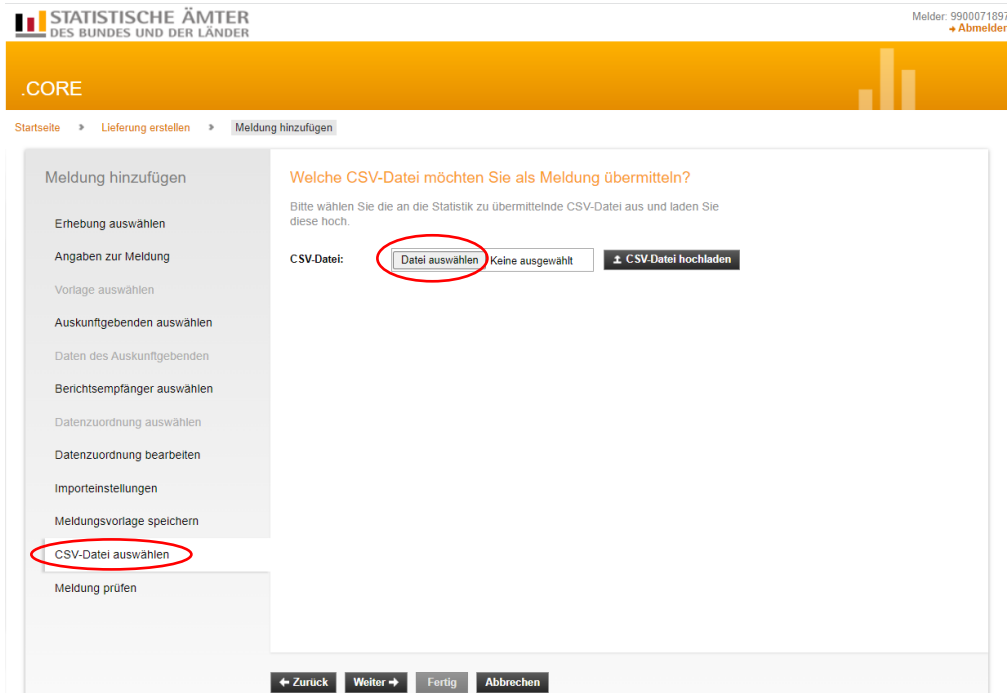 STATISTISCHE ÄMTER
DES BUNDES UND DER LÄNDER
Melder: 9900071897
Abmelden
.CORE
Startseite
Lieferung erstellen
Meldung hinzufügen
Meldung hinzufügen
Erhebung auswählen
Angaben zur Meldung
Vorlage auswählen
Auskunftgebenden auswählen
Daten des Auskunftgebenden
Berichtsempfänger auswählen
Datenzuordnung auswählen
Datenzuordnung bearbeiten
Importeinstellungen
Meldungsvorlage speichern
CSV-Datei auswählen
Meldung prüfen
Welche CSV-Datei möchten Sie als Meldung übermitteln?
Bitte wählen Sie die an die Statistik zu übermittelnde CSV-Datei aus und laden Sie
diese hoch.
CSV-Datei: Datei auswählen Keine ausgewählt CSV-Datei hochladen
Zurück Weiter Fertig Abbrechen